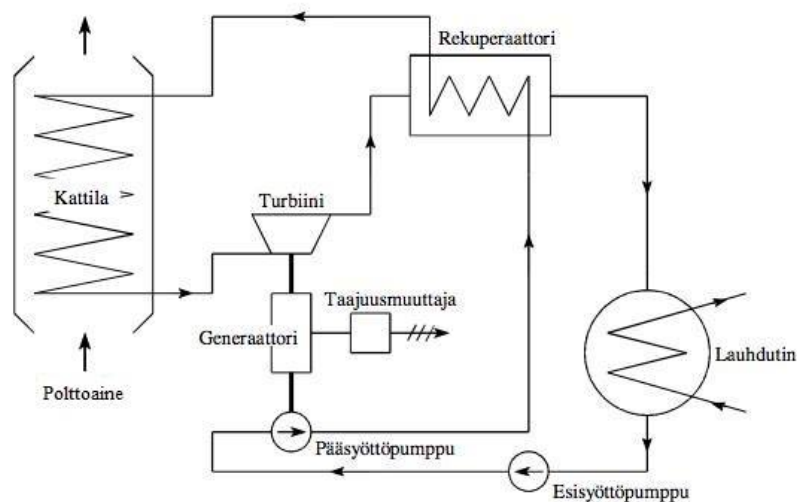 Rekuperaattori
Kattila
Turbiini
Taajuusmuuttaja
Generaattori
Lauhdutin
Polttoaine
Pääsyöttöpumppu
Esisyöttöpumppu